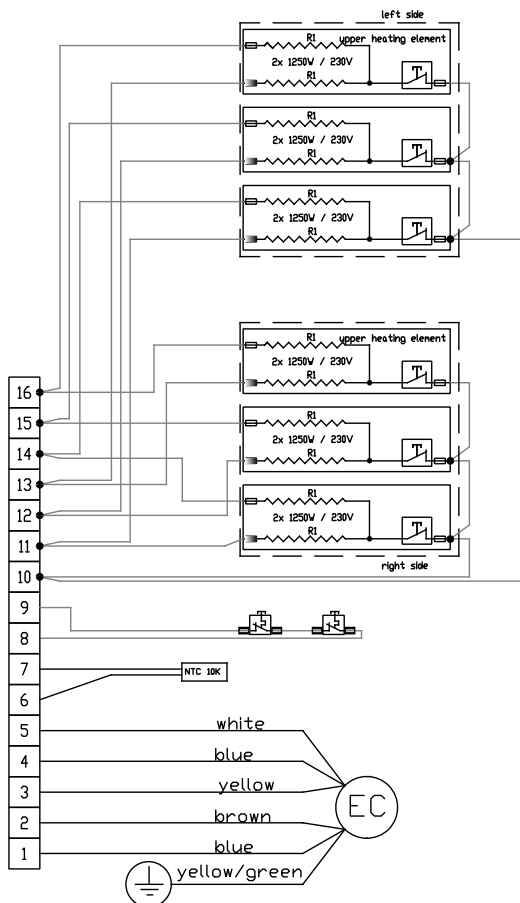 left side
R1
upper heating element
2x 1250W / 230V
R1
R1
2x 1250W / 230V
R1
R1
2x 1250W / 230V
R1
R1
upper heating element
2x 1250W / 230V
R1
R1
2x 1250W / 230V
R1
R1
2x 1250W / 230V
R1
right side
16
15
14
13
12
11
10
9
8
7
NTC 10K
6
5
white
4
blue
3
yellow
EC
2
brown
1
blue
yellow/green